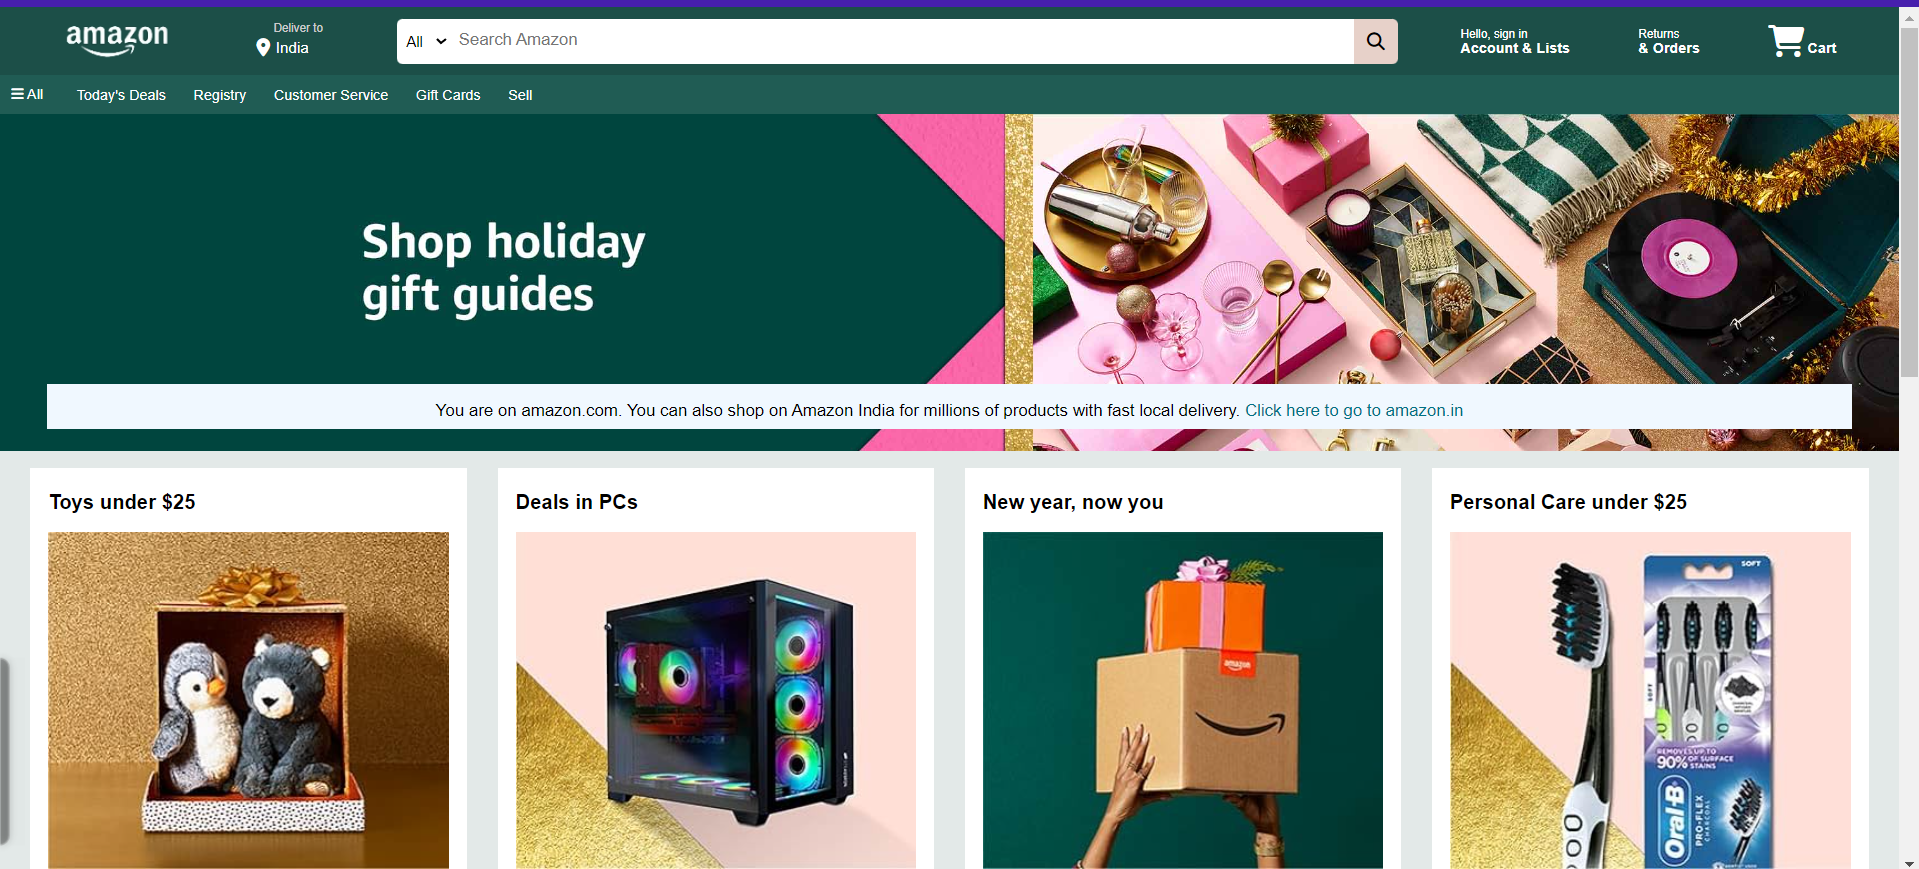 amazon
Deliver to
India
All
Search Amazon
Hello, sign in
Account & Lists
Returns
& Orders
Cart
All
Today's Deals
Registry
Customer Service
Gift Cards
Sell
Shop holiday
gift guides
You are on amazon.com. You can also shop on Amazon India for millions of products with fast local delivery. Click here to go to amazon.in
Toys under $25
Deals in PCs
New year, now you
Personal Care under $25
amazon
SOFT
SOFT
REMOVES UP TO
90% OF SURFACE
STAINS
Oral-B
PRO-FLEX
CHARCOAL